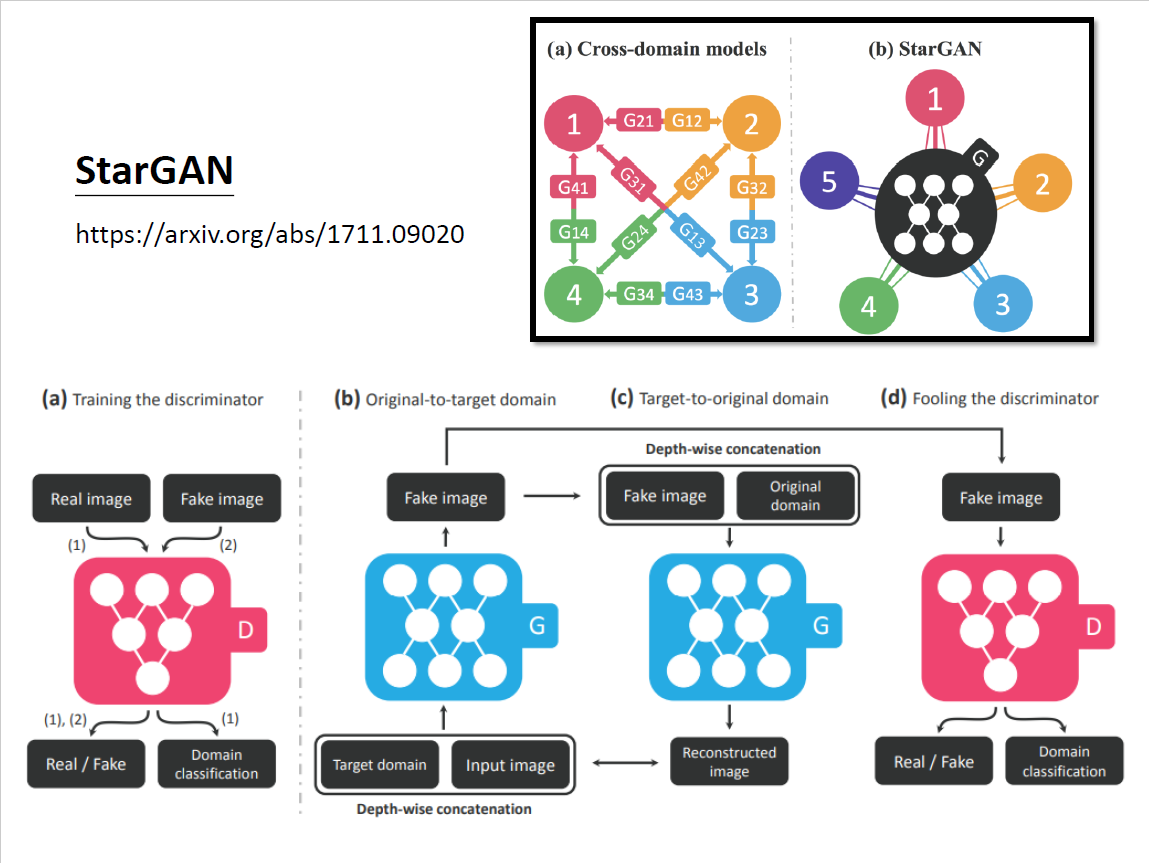 StarGAN
https://arxiv.org/abs/1711.09020
(a) Cross-domain models
1
G21
G12
2
G41
G31
G42
G32
G14
G24
G13
G23
4
G34
G43
3
(b) StarGAN
1
G
5
2
4
3
(a) Training the discriminator
Real image
Fake image
(1)
(2)
D
(1), (2)
(1)
Real / Fake
Domain
classification
(b) Original-to-target domain
Fake image
G
Target domain
Input image
Depth-wise concatenation
(c) Target-to-original domain
Depth-wise concatenation
Fake image
Original
domain
G
Reconstructed
image
(d) Fooling the discriminator
Fake image
D
Real / Fake
Domain
classification